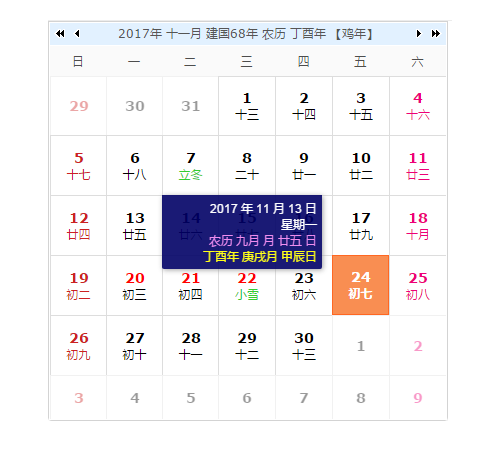 2017年 十一月 建国68年 农历 丁酉年 【鸡年】
日 一 二 三 四 五 六
29 30 31 1 2 3 4
十三 十四 十五 十六
5 6 7 8 9 10 11
十七 十八 立冬 二十 廿一 廿二 廿三
12 13 17 18
廿四 廿五 廿九 十月
2017 年 11 月 13 日
星期一
农历 九月 月 廿五 日
丁酉年 庚戌月 甲辰日
19 20 21 22 23 24 25
初二 初三 初四 小雪 初六 初七 初八
26 27 28 29 30 1 2
初九 初十 十一 十二 十三
3 4 5 6 7 8 9